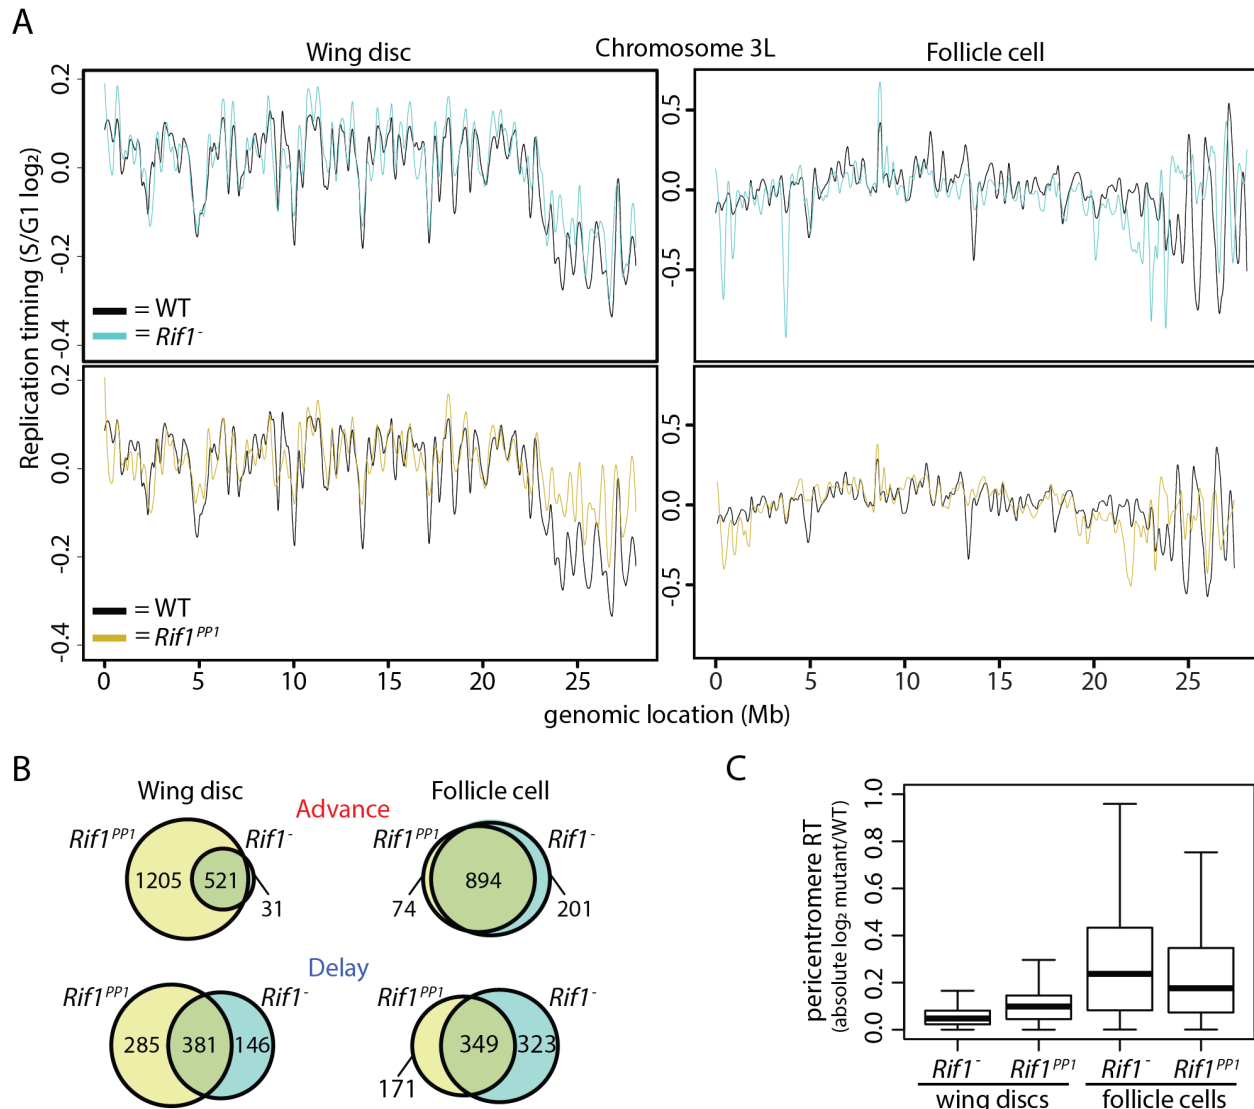 A
Wing disc
Chromosome 3L
Follicle cell
Replication timing (S/G1 log₂)
0.2
0.0
-0.2
-0.4
= WT
= Rif1⁻
0.5
0.0
-0.5
0.2
0.0
-0.2
-0.4
= WT
= Rif1ᴾᴾ¹
0.5
0.0
-0.5
0 5 10 15 20 25
0 5 10 15 20 25
genomic location (Mb)
B
Wing disc
Advance
Follicle cell
Rif1ᴾᴾ¹
Rif1⁻
1205
521
31
Rif1ᴾᴾ¹
Rif1⁻
894
74
201
Delay
Rif1ᴾᴾ¹
Rif1⁻
285
381
146
Rif1ᴾᴾ¹
Rif1⁻
349
323
171
C
pericentromere RT
(absolute log₂ mutant/WT)
1.0
0.8
0.6
0.4
0.2
0.0
Rif1⁻ Rif1ᴾᴾ¹ Rif1⁻ Rif1ᴾᴾ¹
wing discs follicle cells